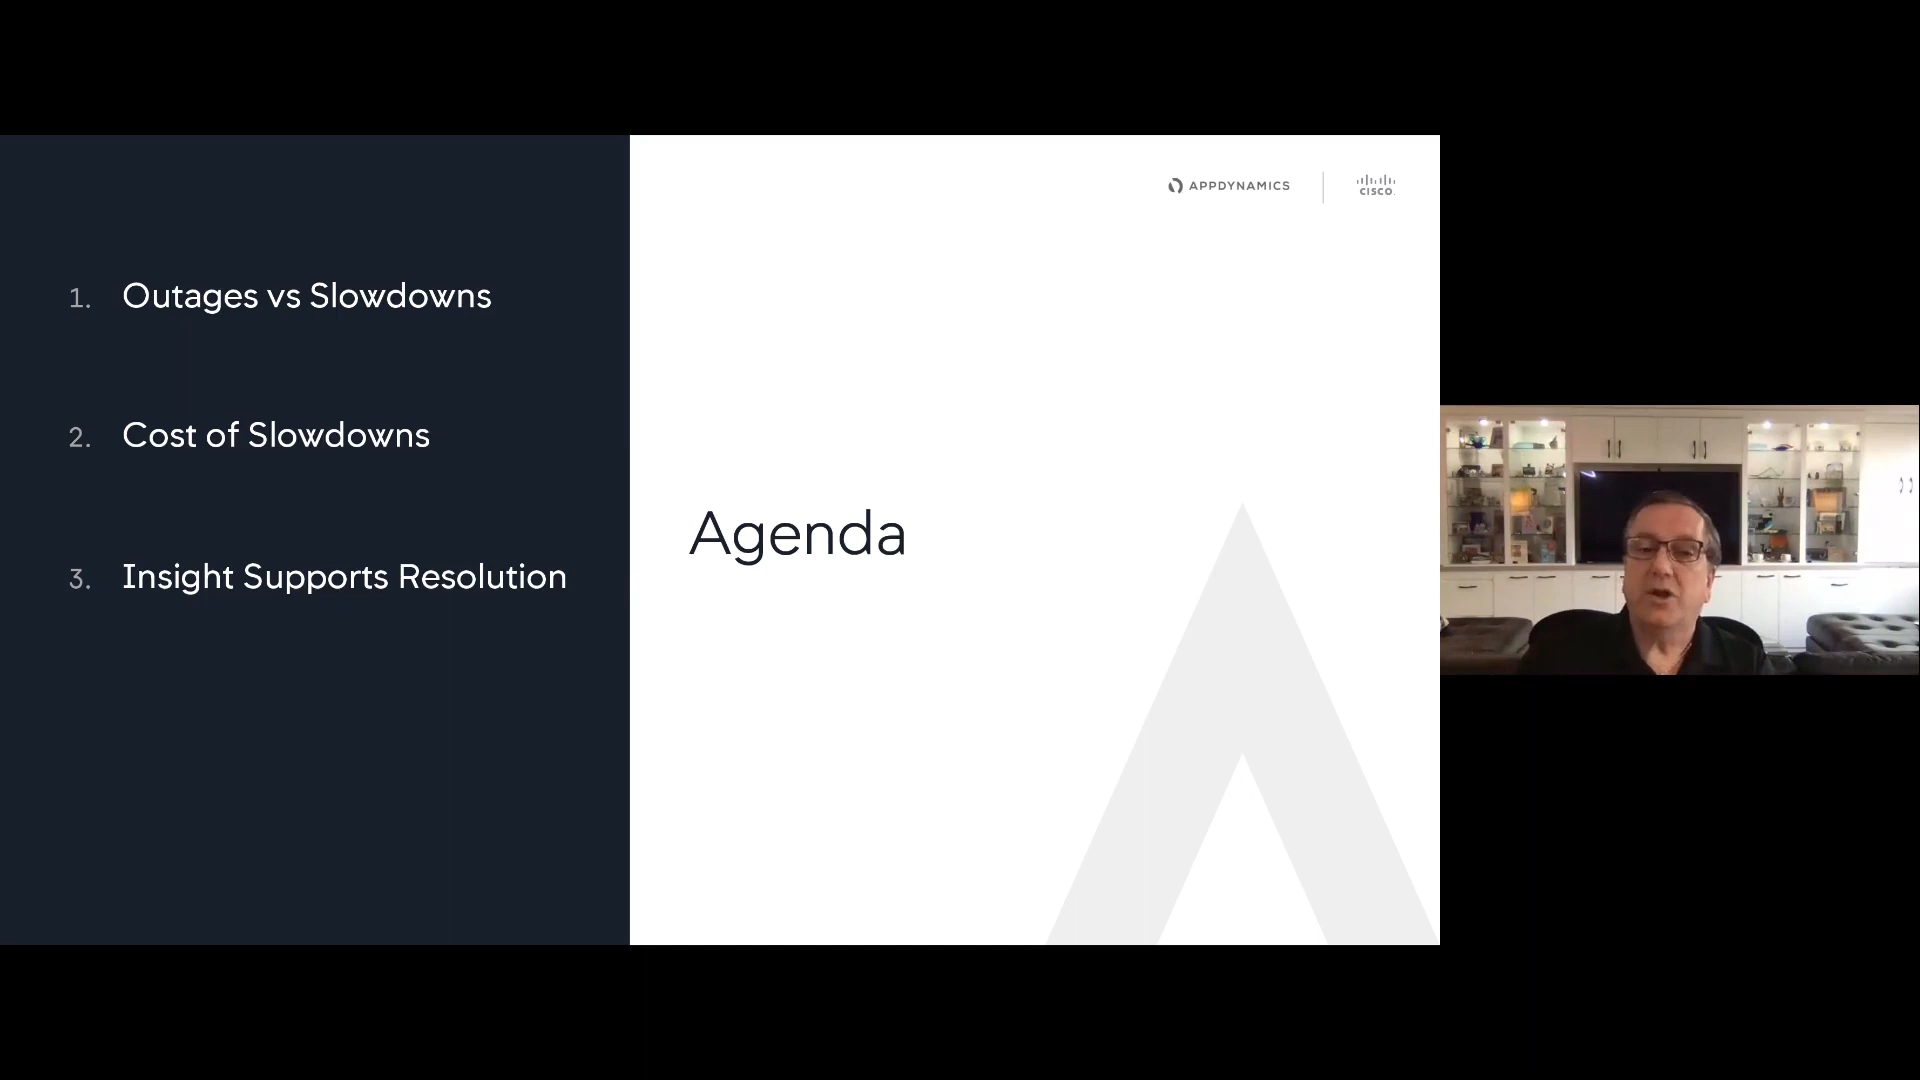 APPDYNAMICS
CISCO
1. Outages vs Slowdowns
2. Cost of Slowdowns
3. Insight Supports Resolution
Agenda